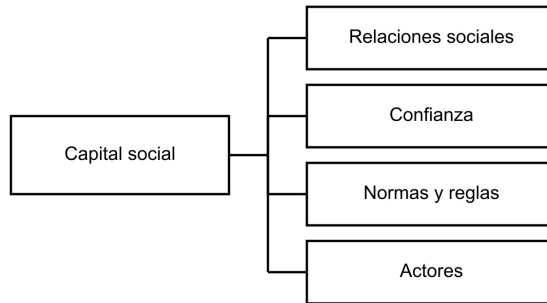 Relaciones sociales
Confianza
Capital social
Normas y reglas
Actores